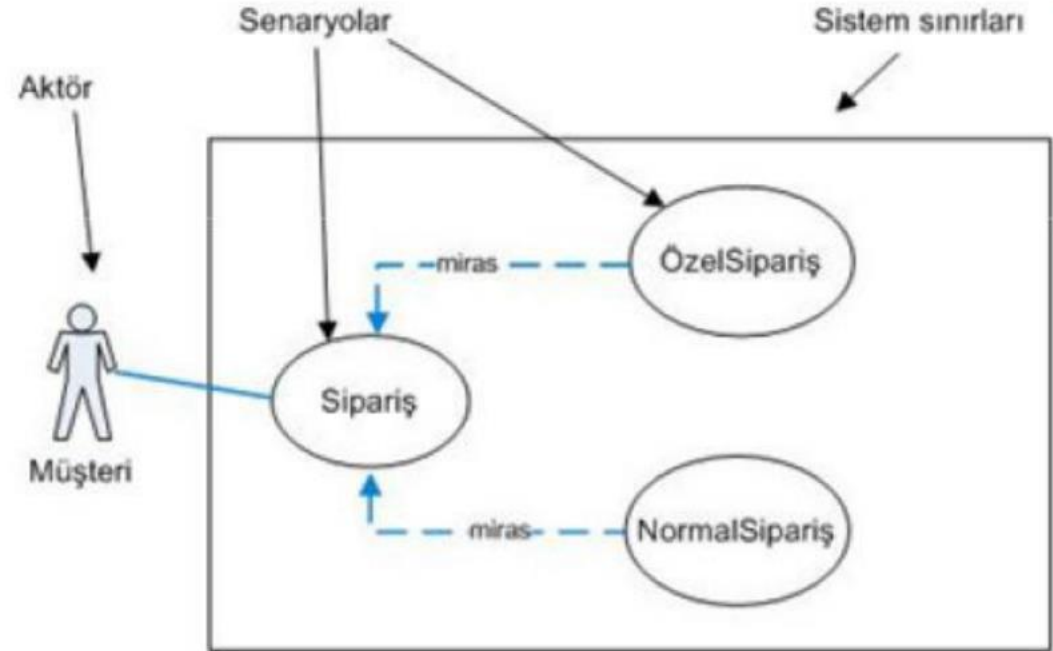 Senaryolar
Sistem sınırları
Aktör
ÖzelSipariş
miras
Sipariş
Müşteri
miras
NormalSipariş